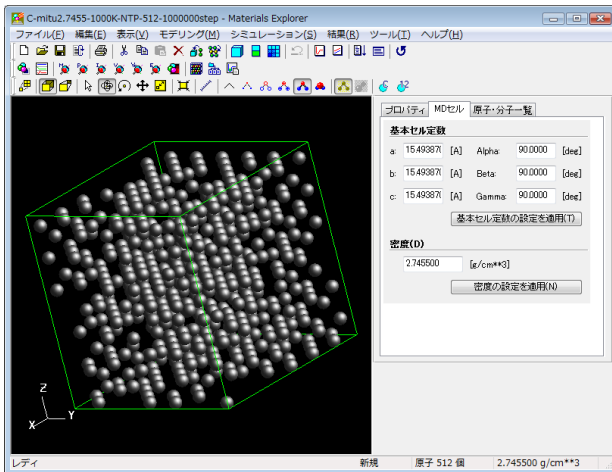 C-mitu2.7455-1000K-NTP-512-1000000step - Materials Explorer
ファイル(F) 編集(E) 表示(V) モデリング(M) シミュレーション(S) 結果(R) ツール(T) ヘルプ(H)
プロパティ MDセル 原子・分子一覧
基本セル定数
a: 15.49387( [A] Alpha: 90.0000 [deg]
b: 15.49387( [A] Beta: 90.0000 [deg]
c: 15.49387( [A] Gamma: 90.0000 [deg]
基本セル定数の設定を適用(T)
密度(D)
2.745500 [g/cm**3]
密度の設定を適用(N)
Z
X Y
レディ 新規 原子 512 個 2.745500 g/cm**3